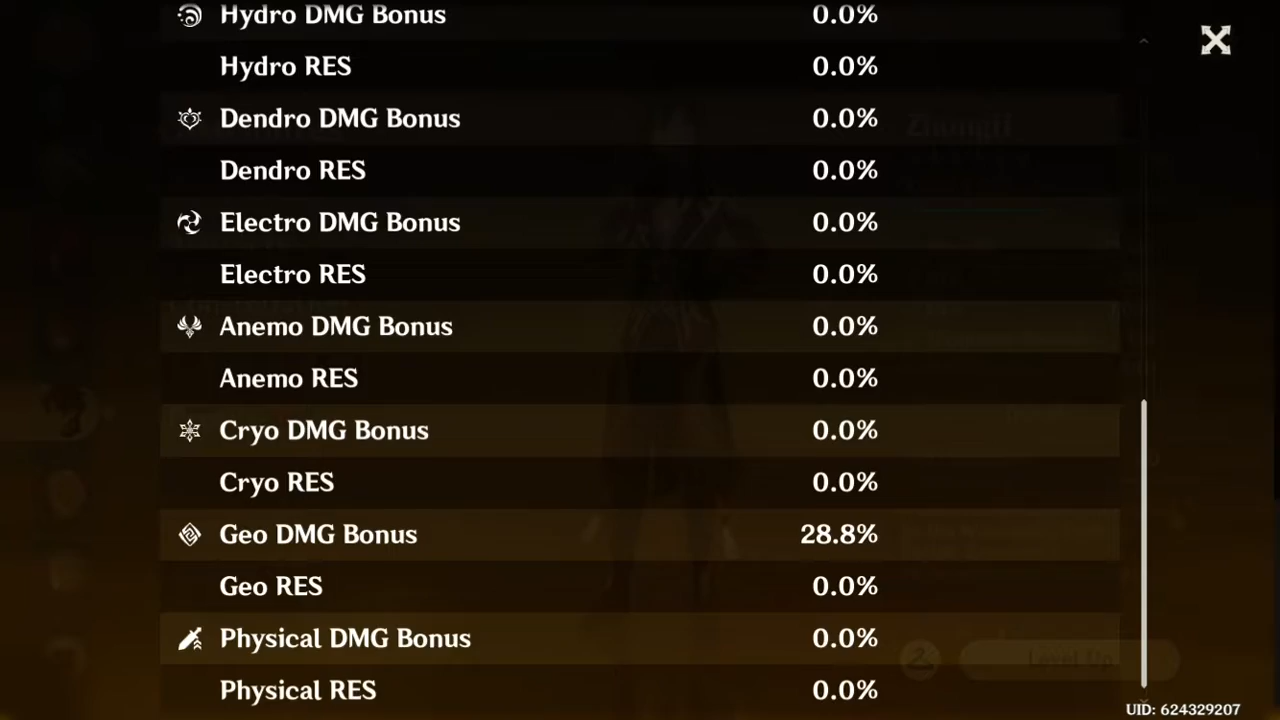 Hydro DMG Bonus 0.0%
Hydro RES 0.0%
Dendro DMG Bonus 0.0%
Dendro RES 0.0%
Electro DMG Bonus 0.0%
Electro RES 0.0%
Anemo DMG Bonus 0.0%
Anemo RES 0.0%
Cryo DMG Bonus 0.0%
Cryo RES 0.0%
Geo DMG Bonus 28.8%
Geo RES 0.0%
Physical DMG Bonus 0.0%
Level Up
Physical RES 0.0%
UID: 624329207